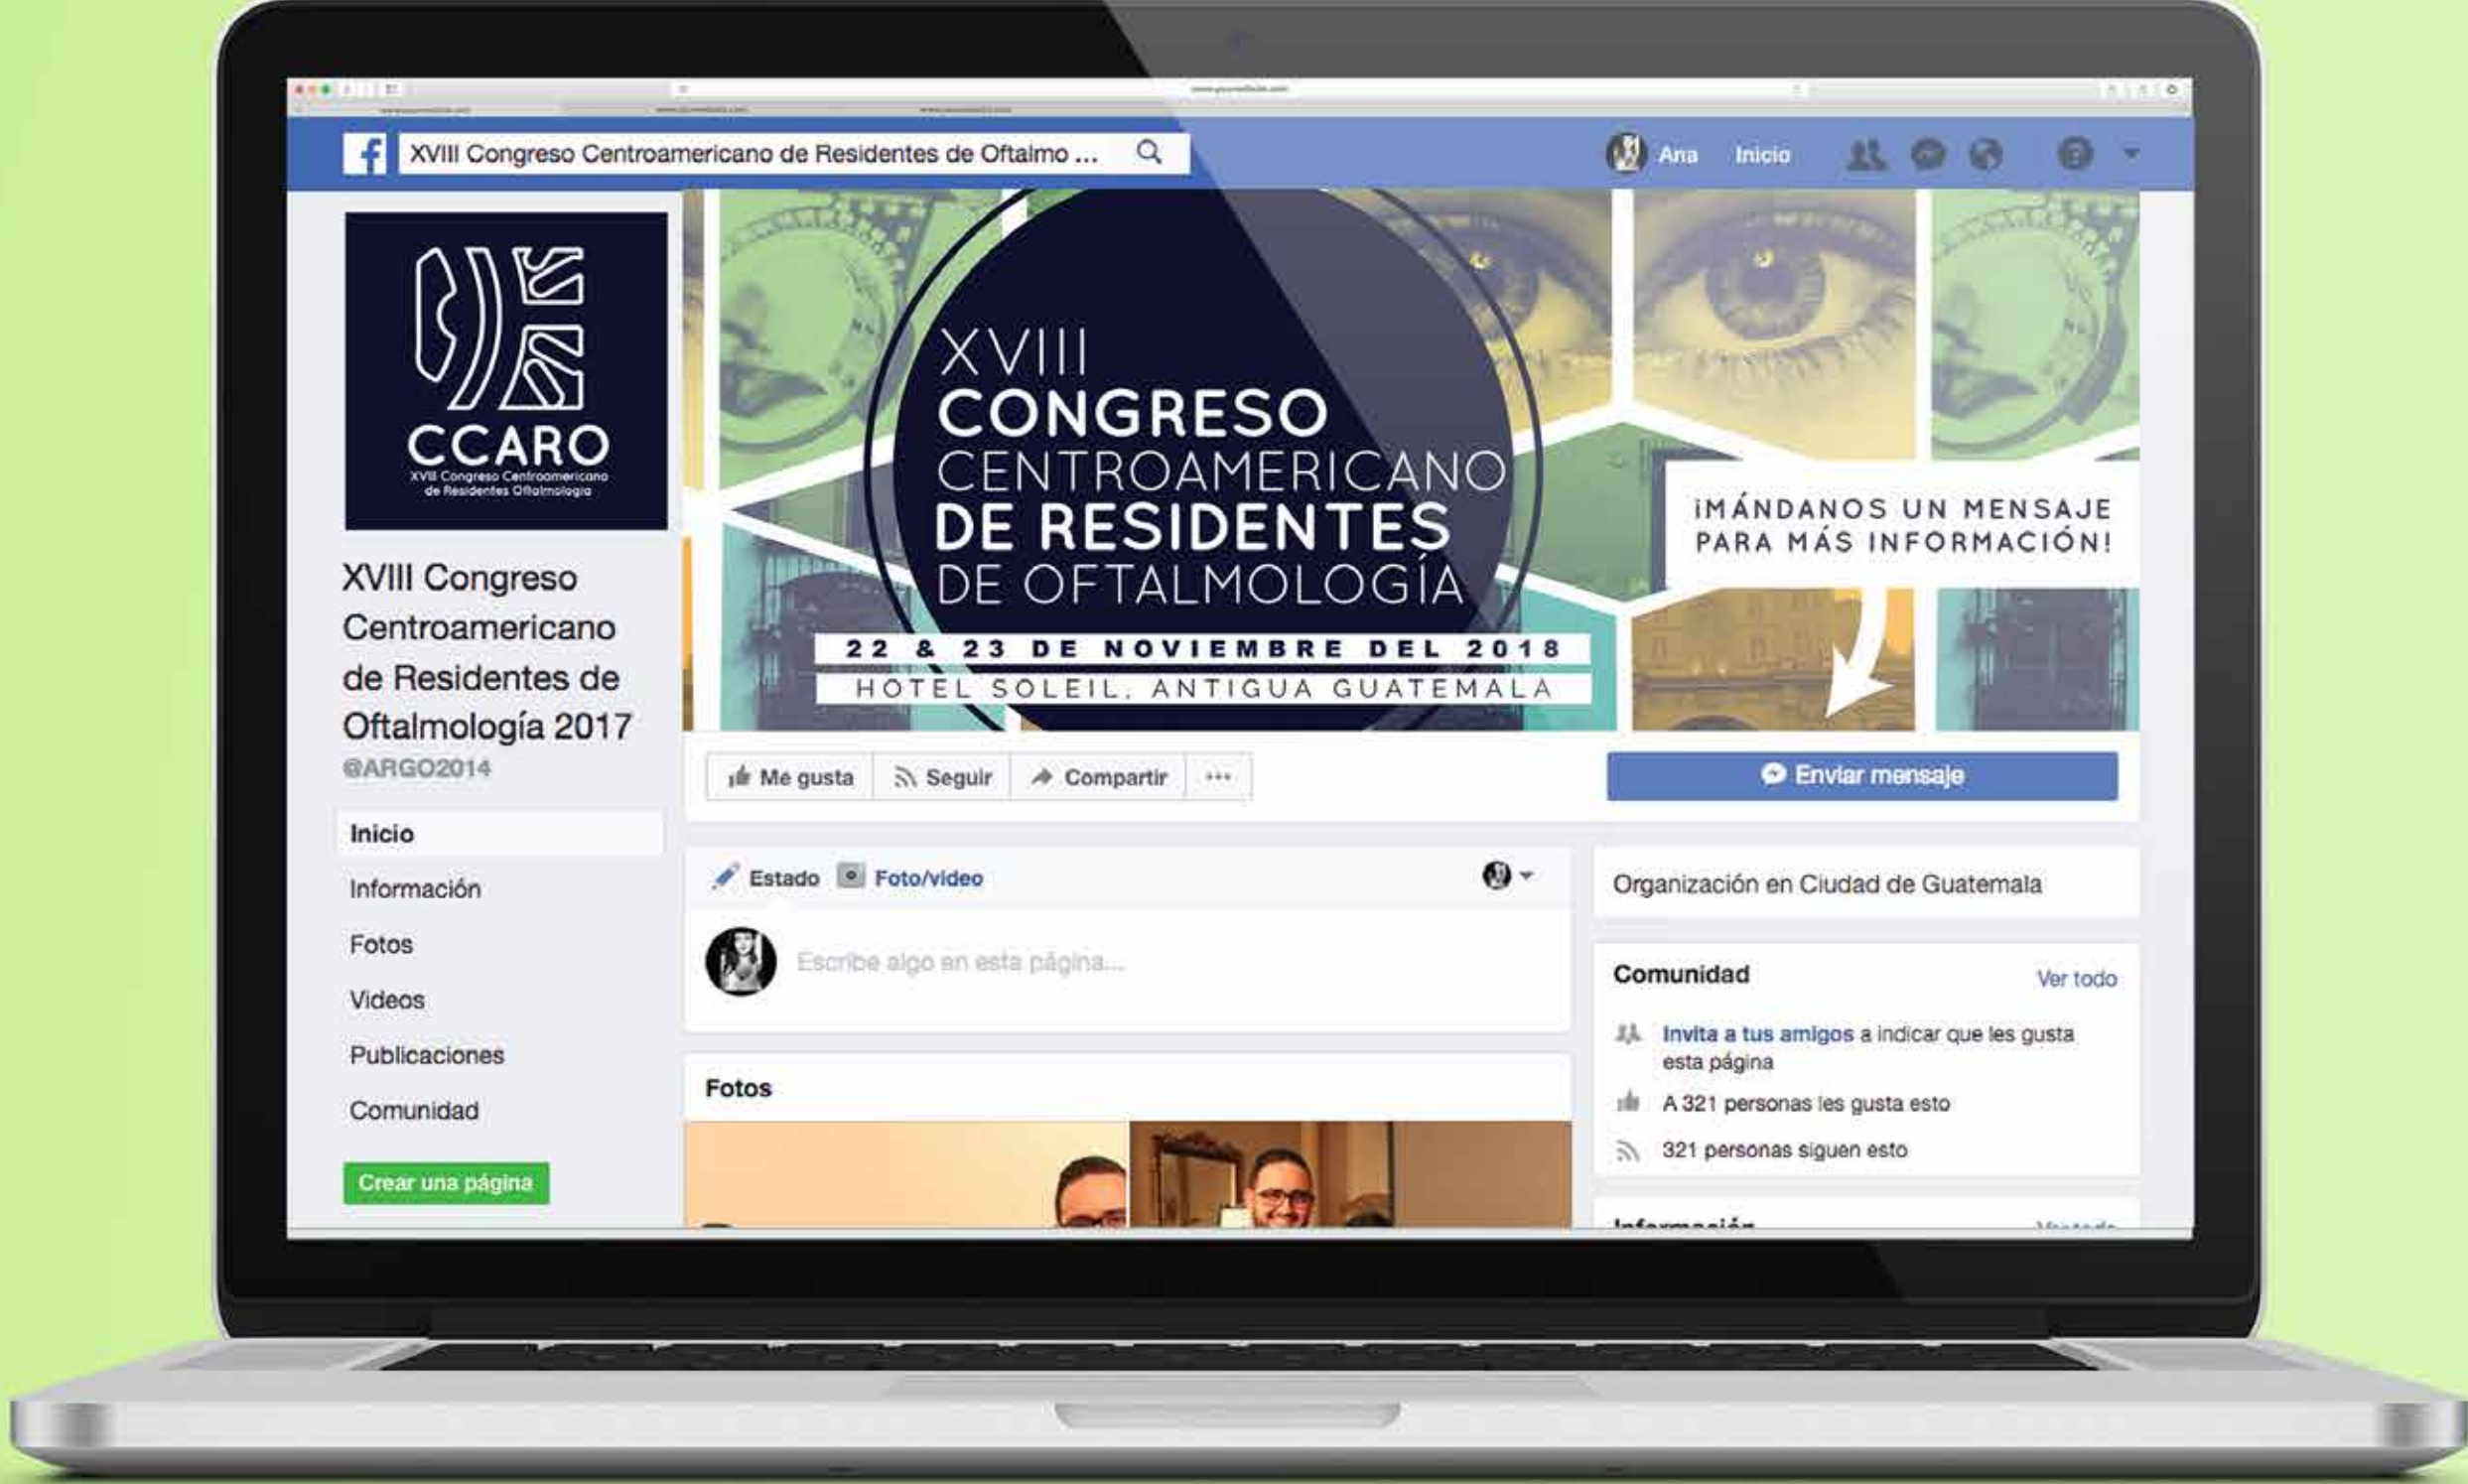 XVIII Congreso Centroamericano de Residentes de Oftalmo ...
Ana
Inicio
CCARO
XVIII Congreso Centroamericano
de Residentes Oftalmología
XVIII Congreso
Centroamericano
de Residentes de
Oftalmología 2017
@ARGO2014
Inicio
Información
Fotos
Videos
Publicaciones
Comunidad
Crear una página
XVIII
CONGRESO
CENTROAMERICANO
DE RESIDENTES
DE OFTALMOLOGÍA
22 & 23 DE NOVIEMBRE DEL 2018
HOTEL SOLEIL, ANTIGUA GUATEMALA
¡MÁNDANOS UN MENSAJE
PARA MÁS INFORMACIÓN!
Me gusta
Seguir
Compartir
Enviar mensaje
Estado
Foto/video
Escribe algo en esta página...
Fotos
Organización en Ciudad de Guatemala
Comunidad
Ver todo
Invita a tus amigos a indicar que les gusta
esta página
A 321 personas les gusta esto
321 personas siguen esto
Información
Ver todo